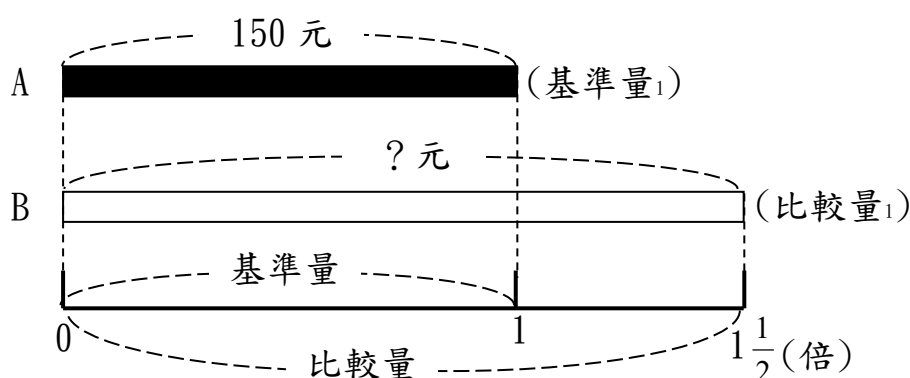 150 元
A (基準量₁)
? 元
B (比較量₁)
基準量
0 1 1 1/2 (倍)
比較量